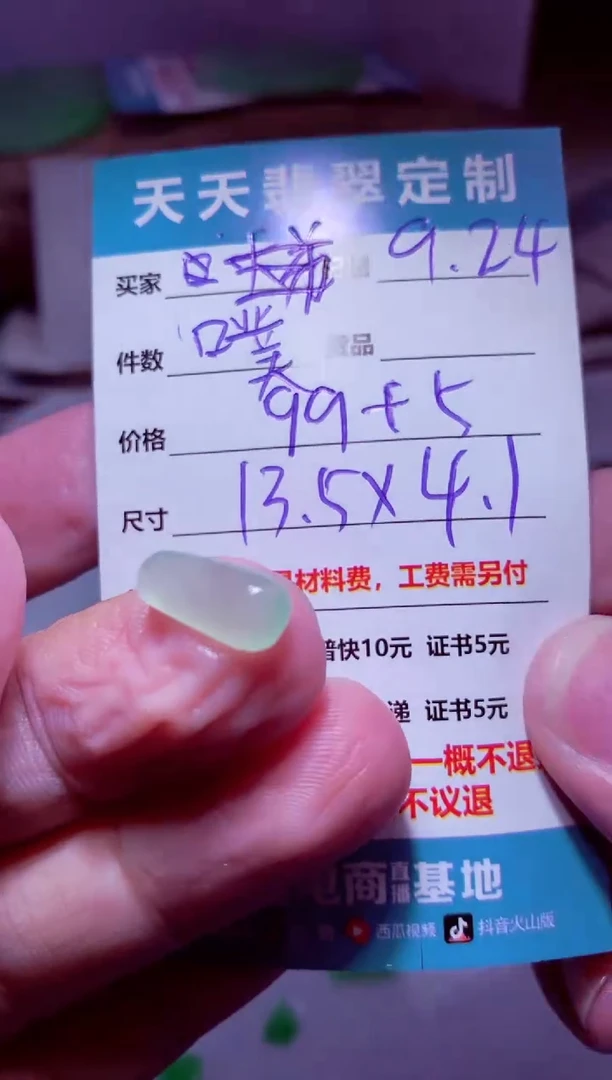 天天翡翠定制
买家 9.24
件数
价格 99+5
尺寸 13.5×4.1
材料费，工费需另付
快10元 证书5元
递 证书5元
一概不退
不议退
电商直播基地
西瓜视频 抖音火山版